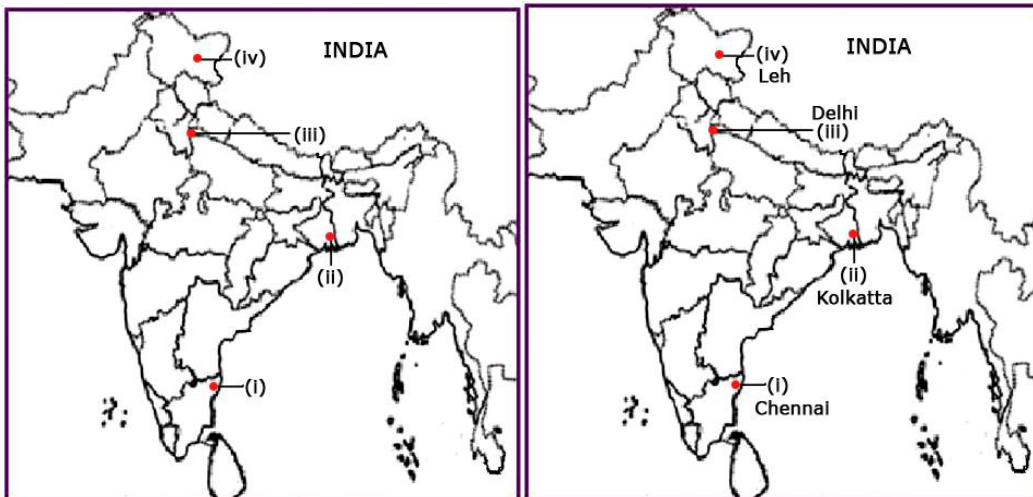 INDIA
(iv)
(iii)
(ii)
(i)
INDIA
(iv)
Leh
Delhi
(iii)
(ii)
Kolkatta
(i)
Chennai